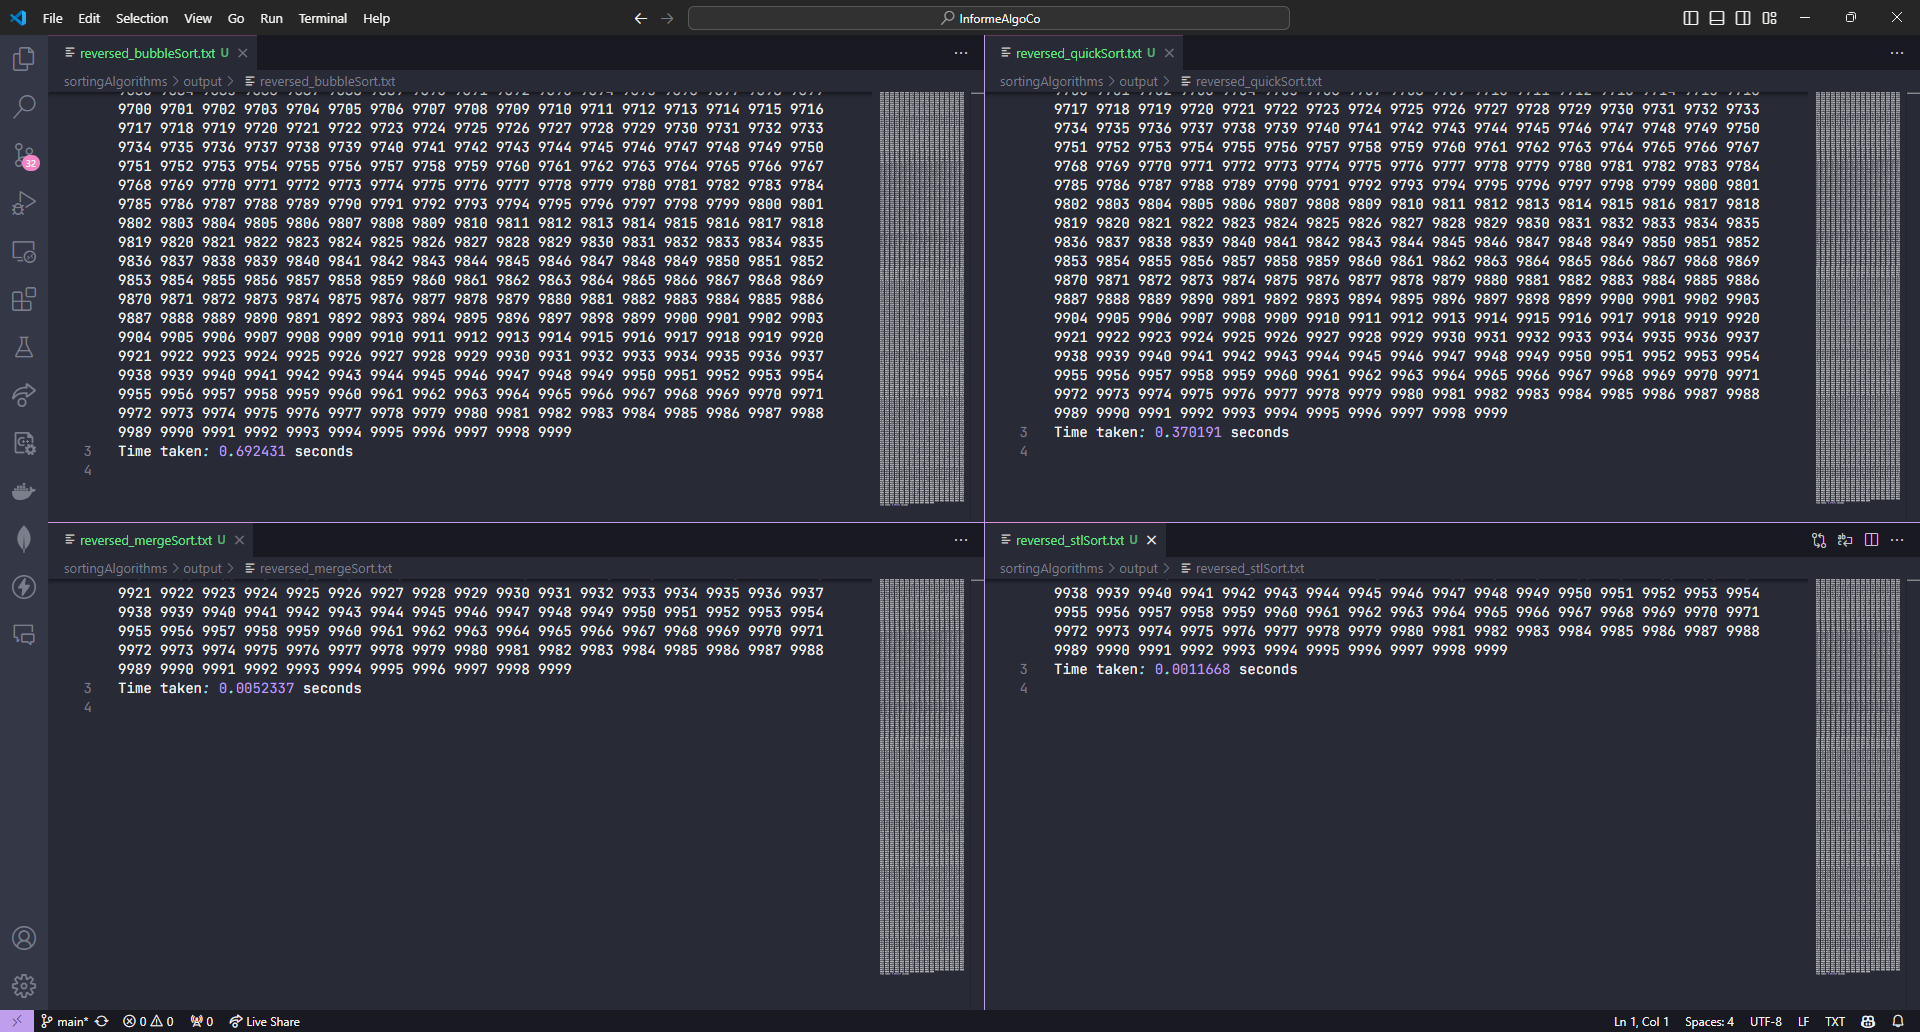 File Edit Selection View Go Run Terminal Help
InformeAlgoCo
reversed_bubbleSort.txt U
sortingAlgorithms > output > reversed_bubbleSort.txt
9700 9701 9702 9703 9704 9705 9706 9707 9708 9709 9710 9711 9712 9713 9714 9715 9716
9717 9718 9719 9720 9721 9722 9723 9724 9725 9726 9727 9728 9729 9730 9731 9732 9733
9734 9735 9736 9737 9738 9739 9740 9741 9742 9743 9744 9745 9746 9747 9748 9749 9750
9751 9752 9753 9754 9755 9756 9757 9758 9759 9760 9761 9762 9763 9764 9765 9766 9767
9768 9769 9770 9771 9772 9773 9774 9775 9776 9777 9778 9779 9780 9781 9782 9783 9784
9785 9786 9787 9788 9789 9790 9791 9792 9793 9794 9795 9796 9797 9798 9799 9800 9801
9802 9803 9804 9805 9806 9807 9808 9809 9810 9811 9812 9813 9814 9815 9816 9817 9818
9819 9820 9821 9822 9823 9824 9825 9826 9827 9828 9829 9830 9831 9832 9833 9834 9835
9836 9837 9838 9839 9840 9841 9842 9843 9844 9845 9846 9847 9848 9849 9850 9851 9852
9853 9854 9855 9856 9857 9858 9859 9860 9861 9862 9863 9864 9865 9866 9867 9868 9869
9870 9871 9872 9873 9874 9875 9876 9877 9878 9879 9880 9881 9882 9883 9884 9885 9886
9887 9888 9889 9890 9891 9892 9893 9894 9895 9896 9897 9898 9899 9900 9901 9902 9903
9904 9905 9906 9907 9908 9909 9910 9911 9912 9913 9914 9915 9916 9917 9918 9919 9920
9921 9922 9923 9924 9925 9926 9927 9928 9929 9930 9931 9932 9933 9934 9935 9936 9937
9938 9939 9940 9941 9942 9943 9944 9945 9946 9947 9948 9949 9950 9951 9952 9953 9954
9955 9956 9957 9958 9959 9960 9961 9962 9963 9964 9965 9966 9967 9968 9969 9970 9971
9972 9973 9974 9975 9976 9977 9978 9979 9980 9981 9982 9983 9984 9985 9986 9987 9988
9989 9990 9991 9992 9993 9994 9995 9996 9997 9998 9999
3 Time taken: 0.692431 seconds
4
reversed_quickSort.txt U
sortingAlgorithms > output > reversed_quickSort.txt
9717 9718 9719 9720 9721 9722 9723 9724 9725 9726 9727 9728 9729 9730 9731 9732 9733
9734 9735 9736 9737 9738 9739 9740 9741 9742 9743 9744 9745 9746 9747 9748 9749 9750
9751 9752 9753 9754 9755 9756 9757 9758 9759 9760 9761 9762 9763 9764 9765 9766 9767
9768 9769 9770 9771 9772 9773 9774 9775 9776 9777 9778 9779 9780 9781 9782 9783 9784
9785 9786 9787 9788 9789 9790 9791 9792 9793 9794 9795 9796 9797 9798 9799 9800 9801
9802 9803 9804 9805 9806 9807 9808 9809 9810 9811 9812 9813 9814 9815 9816 9817 9818
9819 9820 9821 9822 9823 9824 9825 9826 9827 9828 9829 9830 9831 9832 9833 9834 9835
9836 9837 9838 9839 9840 9841 9842 9843 9844 9845 9846 9847 9848 9849 9850 9851 9852
9853 9854 9855 9856 9857 9858 9859 9860 9861 9862 9863 9864 9865 9866 9867 9868 9869
9870 9871 9872 9873 9874 9875 9876 9877 9878 9879 9880 9881 9882 9883 9884 9885 9886
9887 9888 9889 9890 9891 9892 9893 9894 9895 9896 9897 9898 9899 9900 9901 9902 9903
9904 9905 9906 9907 9908 9909 9910 9911 9912 9913 9914 9915 9916 9917 9918 9919 9920
9921 9922 9923 9924 9925 9926 9927 9928 9929 9930 9931 9932 9933 9934 9935 9936 9937
9938 9939 9940 9941 9942 9943 9944 9945 9946 9947 9948 9949 9950 9951 9952 9953 9954
9955 9956 9957 9958 9959 9960 9961 9962 9963 9964 9965 9966 9967 9968 9969 9970 9971
9972 9973 9974 9975 9976 9977 9978 9979 9980 9981 9982 9983 9984 9985 9986 9987 9988
9989 9990 9991 9992 9993 9994 9995 9996 9997 9998 9999
3 Time taken: 0.370191 seconds
4
reversed_mergeSort.txt U
sortingAlgorithms > output > reversed_mergeSort.txt
9921 9922 9923 9924 9925 9926 9927 9928 9929 9930 9931 9932 9933 9934 9935 9936 9937
9938 9939 9940 9941 9942 9943 9944 9945 9946 9947 9948 9949 9950 9951 9952 9953 9954
9955 9956 9957 9958 9959 9960 9961 9962 9963 9964 9965 9966 9967 9968 9969 9970 9971
9972 9973 9974 9975 9976 9977 9978 9979 9980 9981 9982 9983 9984 9985 9986 9987 9988
9989 9990 9991 9992 9993 9994 9995 9996 9997 9998 9999
3 Time taken: 0.0052337 seconds
4
reversed_stlSort.txt U
sortingAlgorithms > output > reversed_stlSort.txt
9938 9939 9940 9941 9942 9943 9944 9945 9946 9947 9948 9949 9950 9951 9952 9953 9954
9955 9956 9957 9958 9959 9960 9961 9962 9963 9964 9965 9966 9967 9968 9969 9970 9971
9972 9973 9974 9975 9976 9977 9978 9979 9980 9981 9982 9983 9984 9985 9986 9987 9988
9989 9990 9991 9992 9993 9994 9995 9996 9997 9998 9999
3 Time taken: 0.0011668 seconds
4
32
main* 0 0 0 Live Share
Ln 1, Col 1 Spaces: 4 UTF-8 LF TXT